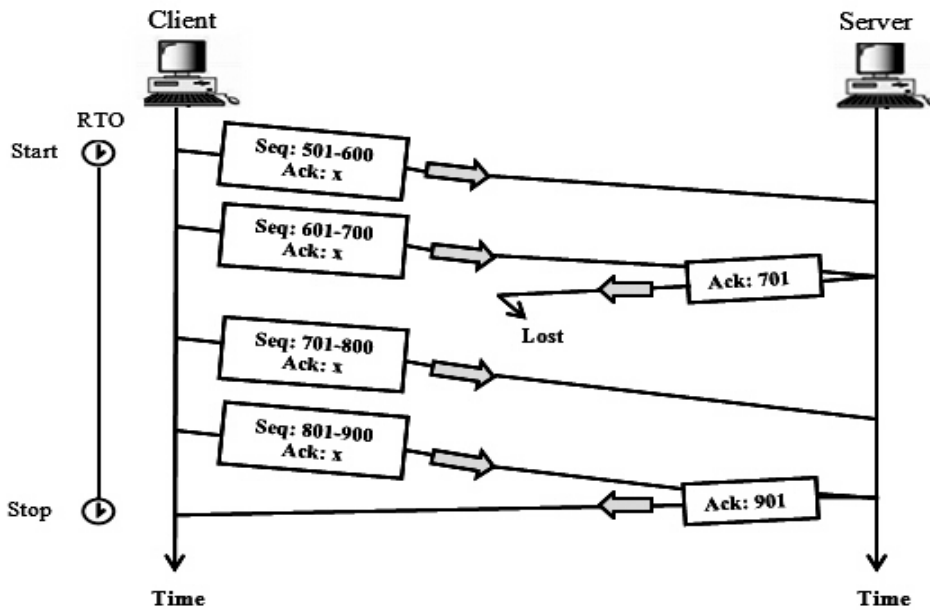 Client
Server
RTO
Start
Seq: 501-600
Ack: x
Seq: 601-700
Ack: x
Ack: 701
Lost
Seq: 701-800
Ack: x
Seq: 801-900
Ack: x
Ack: 901
Stop
Time
Time